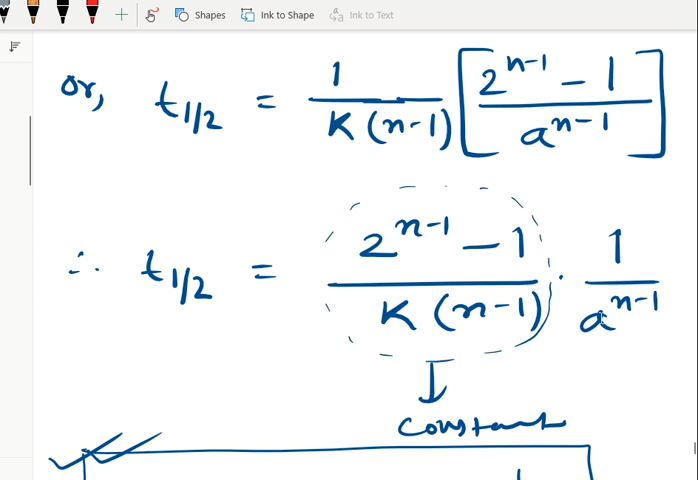 Shapes Ink to Shape Ink to Text
or, t1/2 = 1 / K(n-1) [ 2^(n-1) - 1 / a^(n-1) ]
∴ t1/2 = 2^(n-1) - 1 / K(n-1) · 1 / a^(n-1)
↓
constant